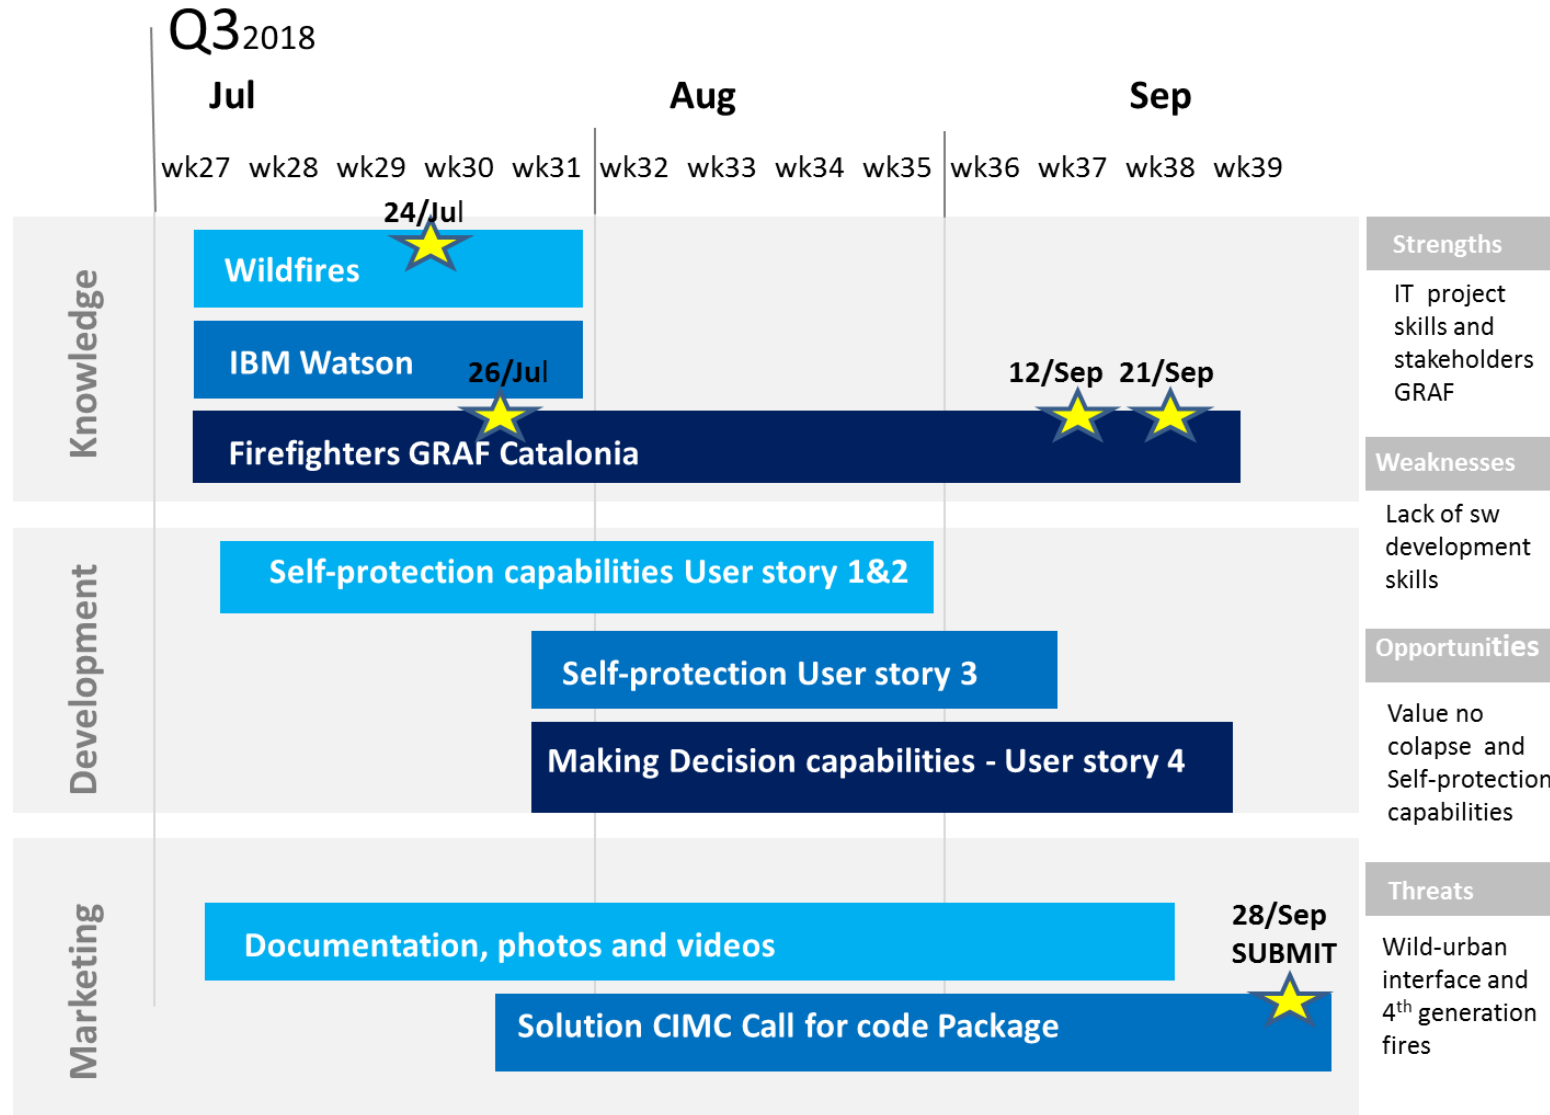 Q3 2018
Jul Aug Sep
wk27 wk28 wk29 wk30 wk31 wk32 wk33 wk34 wk35 wk36 wk37 wk38 wk39
Knowledge
24/Jul
Wildfires
IBM Watson
26/Jul
12/Sep 21/Sep
Firefighters GRAF Catalonia
Development
Self-protection capabilities User story 1&2
Self-protection User story 3
Making Decision capabilities - User story 4
Marketing
Documentation, photos and videos
28/Sep
SUBMIT
Solution CIMC Call for code Package
Strengths
IT project
skills and
stakeholders
GRAF
Weaknesses
Lack of sw
development
skills
Opportunities
Value no
colapse and
Self-protection
capabilities
Threats
Wild-urban
interface and
4th generation
fires